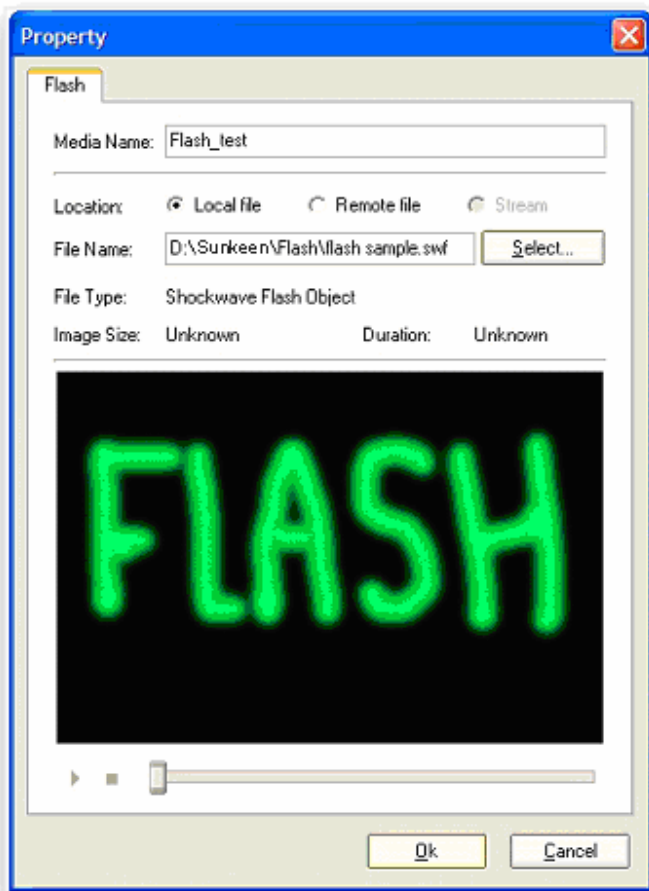 Property
Flash
Media Name: Flash_test
Location: Local file Remote file Stream
File Name: D:\Sunkeen\Flash\flash sample.swf Select...
File Type: Shockwave Flash Object
Image Size: Unknown Duration: Unknown
FLASH
Ok Cancel